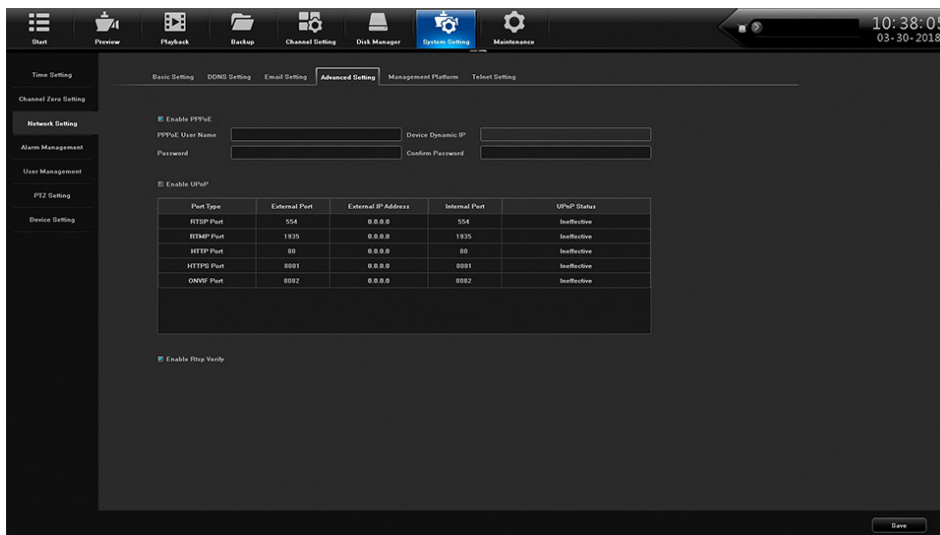 Start Preview Playback Backup Channel Setting Disk Manager System Setting Maintenance
10:38:05
03-30-2018
Time Setting
Channel Zero Setting
Network Setting
Alarm Management
User Management
PTZ Setting
Device Setting
Basic Setting DDNS Setting Email Setting Advanced Setting Management Platform Telnet Setting
Enable PPPoE
PPPoE User Name Device Dynamic IP
Password Confirm Password
Enable UPnP
Port Type External Port External IP Address Internal Port UPnP Status
RTSP Port 554 0.0.0.0 554 Ineffective
RTMP Port 1935 0.0.0.0 1935 Ineffective
HTTP Port 80 0.0.0.0 80 Ineffective
HTTPS Port 8081 0.0.0.0 8081 Ineffective
ONVIF Port 8082 0.0.0.0 8082 Ineffective
Enable Rtsp Verify
Save